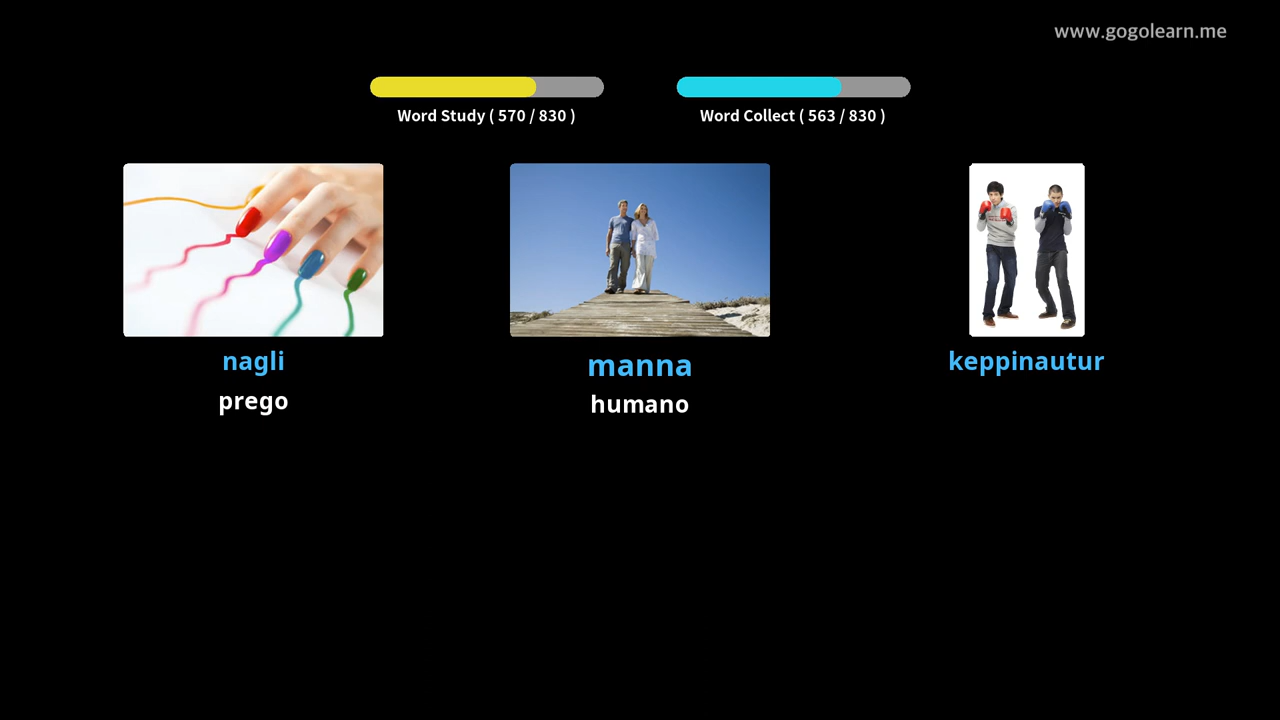 www.gogolearn.me
Word Study ( 570 / 830 )
Word Collect ( 563 / 830 )
nagli
prego
manna
humano
keppinautur